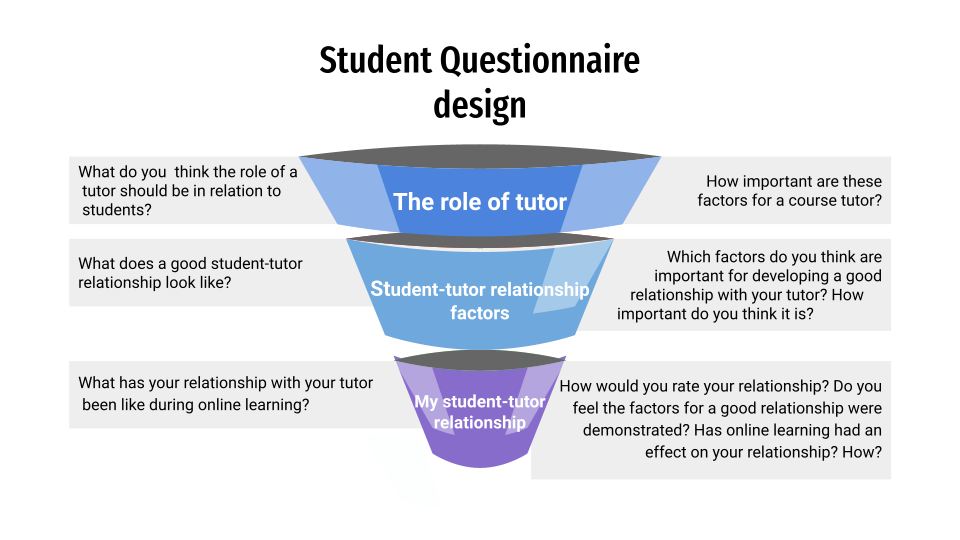 Student Questionnaire
design
What do you  think the role of a
tutor should be in relation to
students?
The role of tutor
How important are these
factors for a course tutor?
What does a good student-tutor
relationship look like?
Student-tutor relationship
factors
Which factors do you think are
important for developing a good
relationship with your tutor? How
important do you think it is?
What has your relationship with your tutor
been like during online learning?
My student-tutor
relationship
How would you rate your relationship? Do you
feel the factors for a good relationship were
demonstrated? Has online learning had an
effect on your relationship? How?